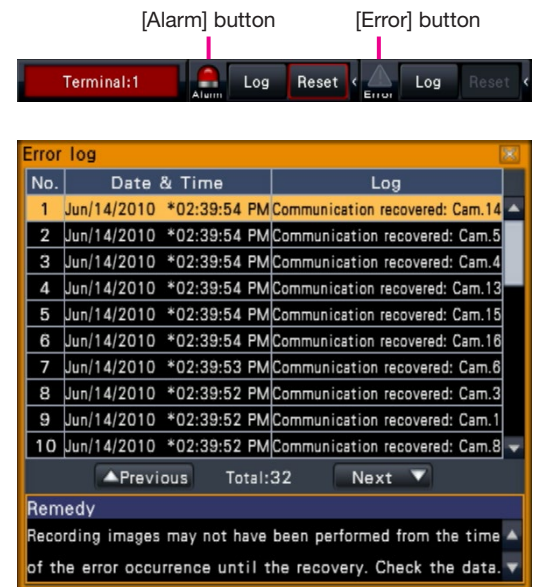 [Alarm] button [Error] button
Terminal:1 Alarm Log Reset Error Log Reset
Error log
No. Date & Time Log
1 Jun/14/2010 *02:39:54 PM Communication recovered: Cam.14
2 Jun/14/2010 *02:39:54 PM Communication recovered: Cam.5
3 Jun/14/2010 *02:39:54 PM Communication recovered: Cam.4
4 Jun/14/2010 *02:39:54 PM Communication recovered: Cam.13
5 Jun/14/2010 *02:39:54 PM Communication recovered: Cam.15
6 Jun/14/2010 *02:39:54 PM Communication recovered: Cam.16
7 Jun/14/2010 *02:39:53 PM Communication recovered: Cam.6
8 Jun/14/2010 *02:39:52 PM Communication recovered: Cam.3
9 Jun/14/2010 *02:39:52 PM Communication recovered: Cam.1
10 Jun/14/2010 *02:39:52 PM Communication recovered: Cam.8
Previous Total:32 Next
Remedy
Recording images may not have been performed from the time
of the error occurrence until the recovery. Check the data.